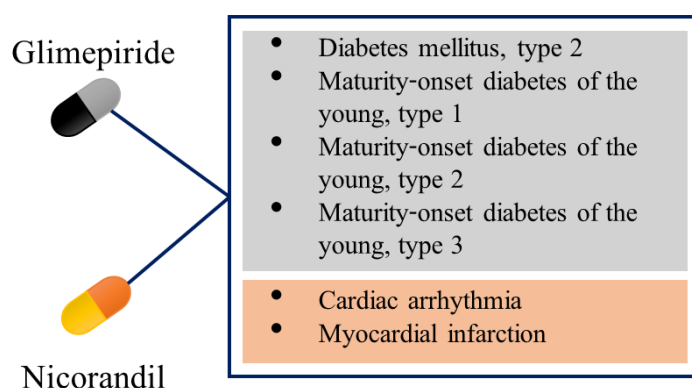 Glimepiride
• Diabetes mellitus, type 2
• Maturity-onset diabetes of the
young, type 1
• Maturity-onset diabetes of the
young, type 2
• Maturity-onset diabetes of the
young, type 3
• Cardiac arrhythmia
• Myocardial infarction
Nicorandil